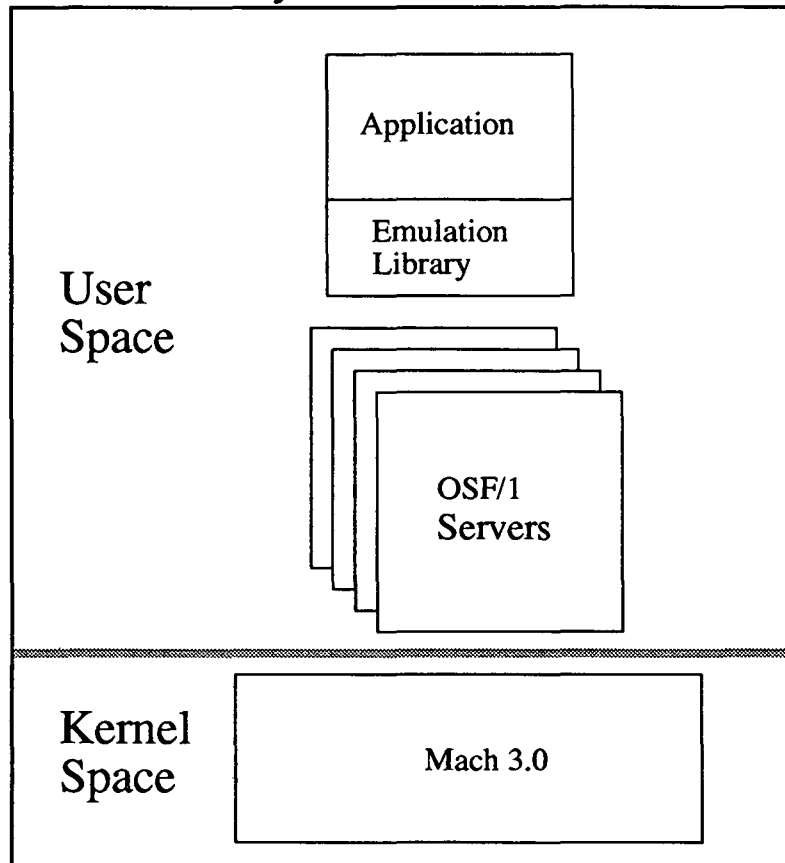 Application
Emulation
Library
User
Space
OSF/1
Servers
Kernel
Space
Mach 3.0